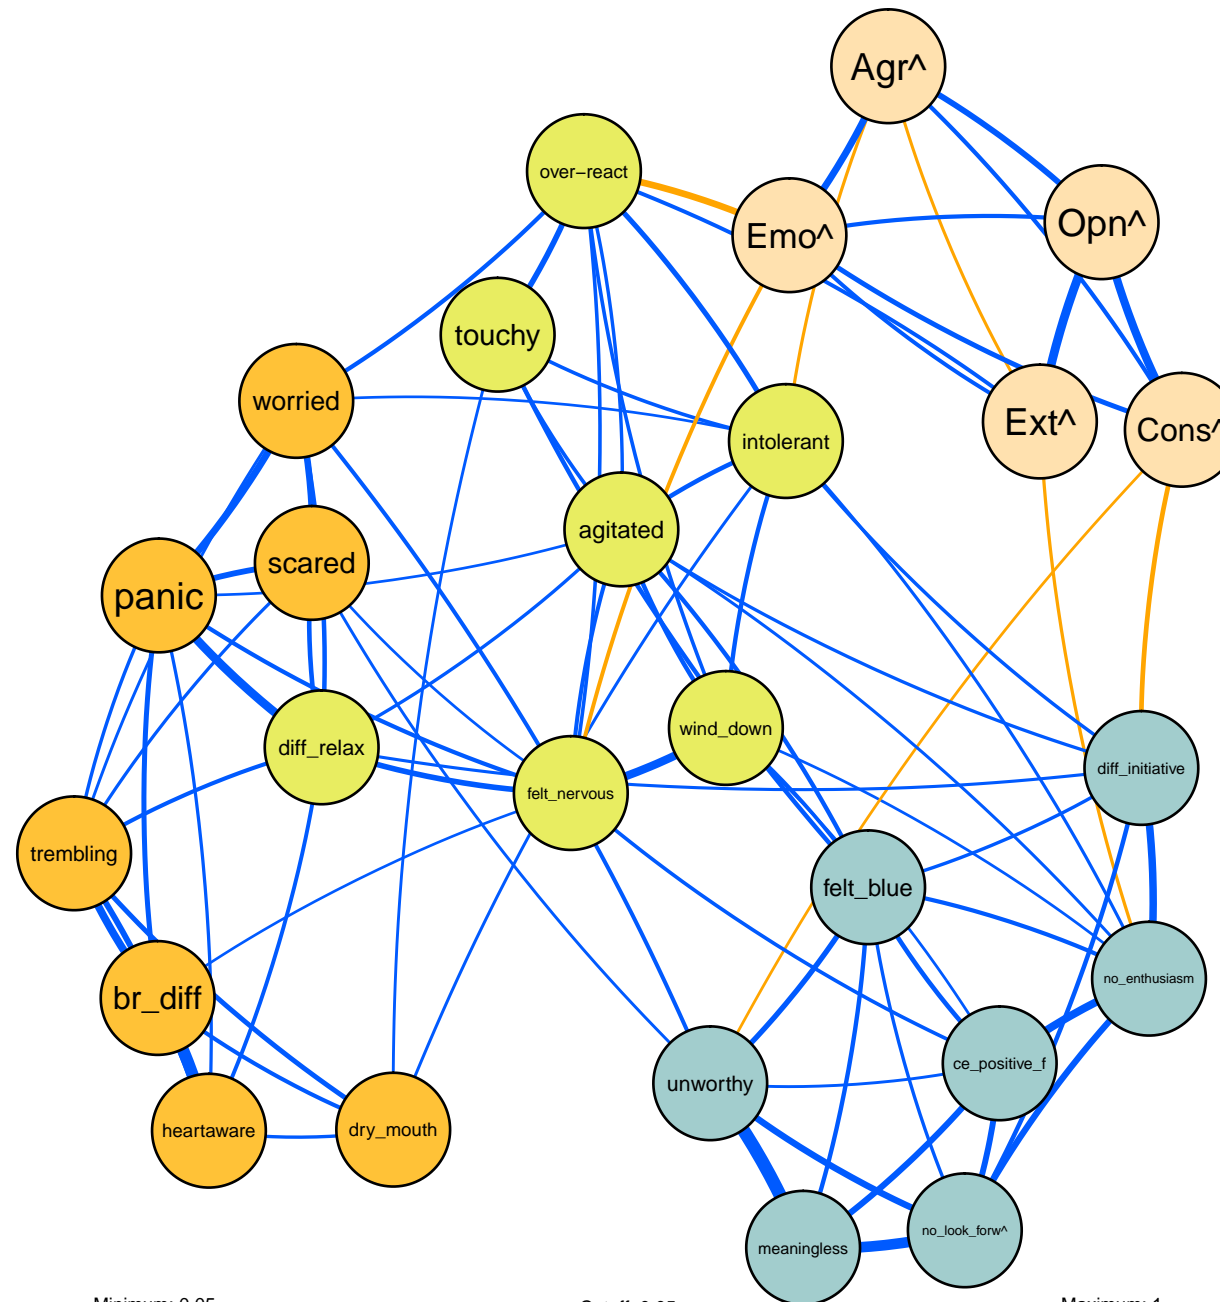 Agr^
over−react
Opn^
Emo^
touchy
worried
Ext^
Cons^
intolerant
agitated
scared
panic
wind_down
diff_relax
diff_initiative
felt_nervous
trembling
felt_blue
no_enthusiasm
br_diff
ce_positive_f
unworthy
heartaware
dry_mouth
no_look_forw^
meaningless